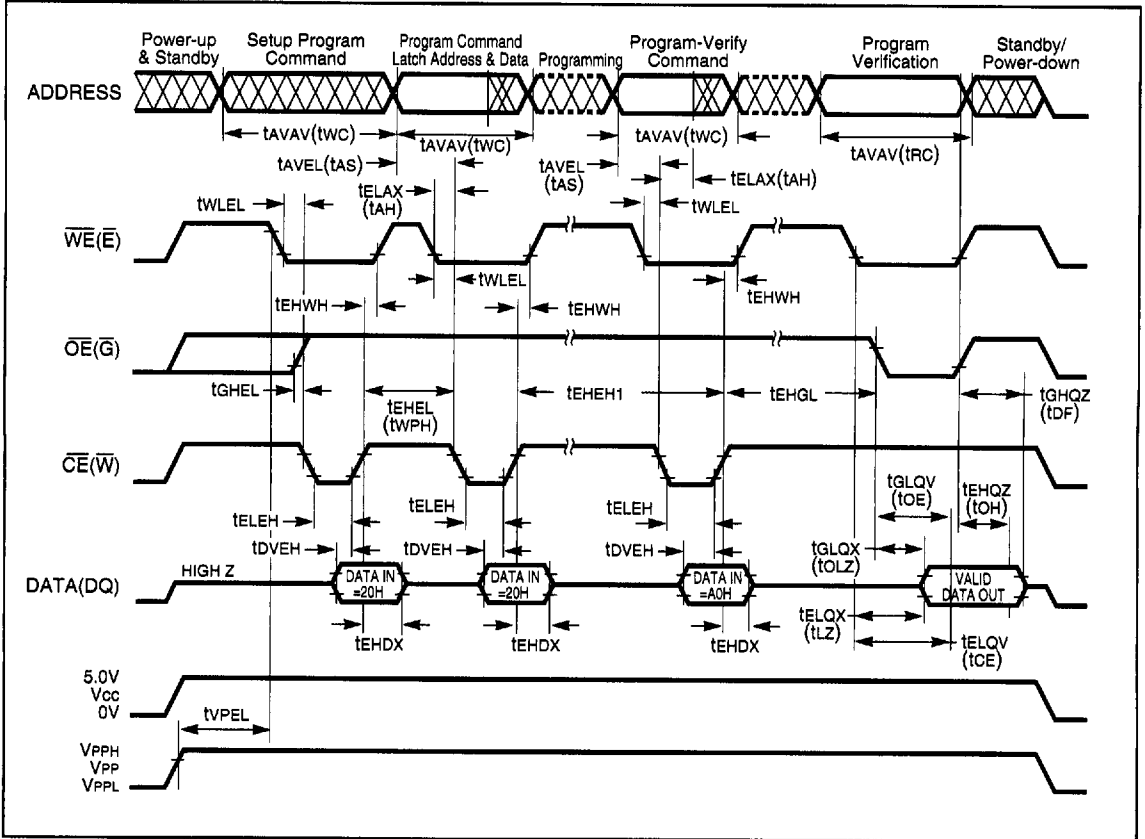 Power-up
& Standby
Setup Program
Command
Program Command
Latch Address & Data
Programming
Program-Verify
Command
Program
Verification
Standby/
Power-down
ADDRESS
tAVAV(tWC)
tAVAV(tWC)
tAVAV(tWC)
tAVAV(tRC)
tAVEL(tAS)
tAVEL
(tAS)
tELAX
(tAH)
tELAX(tAH)
tWLEL
tWLEL
WE(E)
tWLEL
tEHWH
tEHWH
tEHWH
OE(G)
tGHEL
tEHEL
(tWPH)
tEHEH1
tEHGL
tGHQZ
(tDF)
CE(W)
tGLQV
(tOE)
tEHQZ
(tOH)
tELEH
tELEH
tELEH
tDVEH
tDVEH
tDVEH
tGLQX
(tOLZ)
DATA(DQ)
HIGH Z
DATA IN
=20H
DATA IN
=20H
DATA IN
=A0H
VALID
DATA OUT
tEHDX
tEHDX
tEHDX
tELQX
(tLZ)
tELQV
(tCE)
5.0V
VCC
0V
tVPEL
VPPH
VPP
VPPL